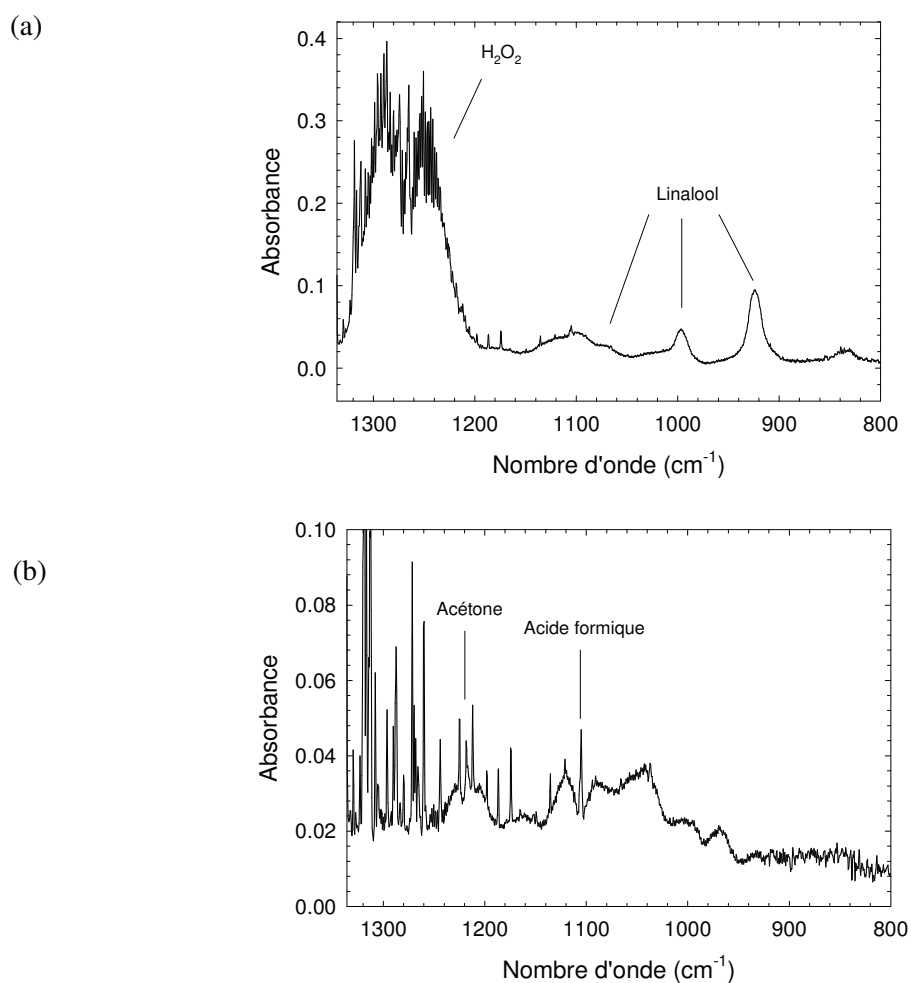 (a)
0.4
0.3
0.2
0.1
0.0
Absorbance
H₂O₂
Linalool
1300 1200 1100 1000 900 800
Nombre d'onde (cm⁻¹)
(b)
0.10
0.08
0.06
0.04
0.02
0.00
Absorbance
Acétone
Acide formique
1300 1200 1100 1000 900 800
Nombre d'onde (cm⁻¹)